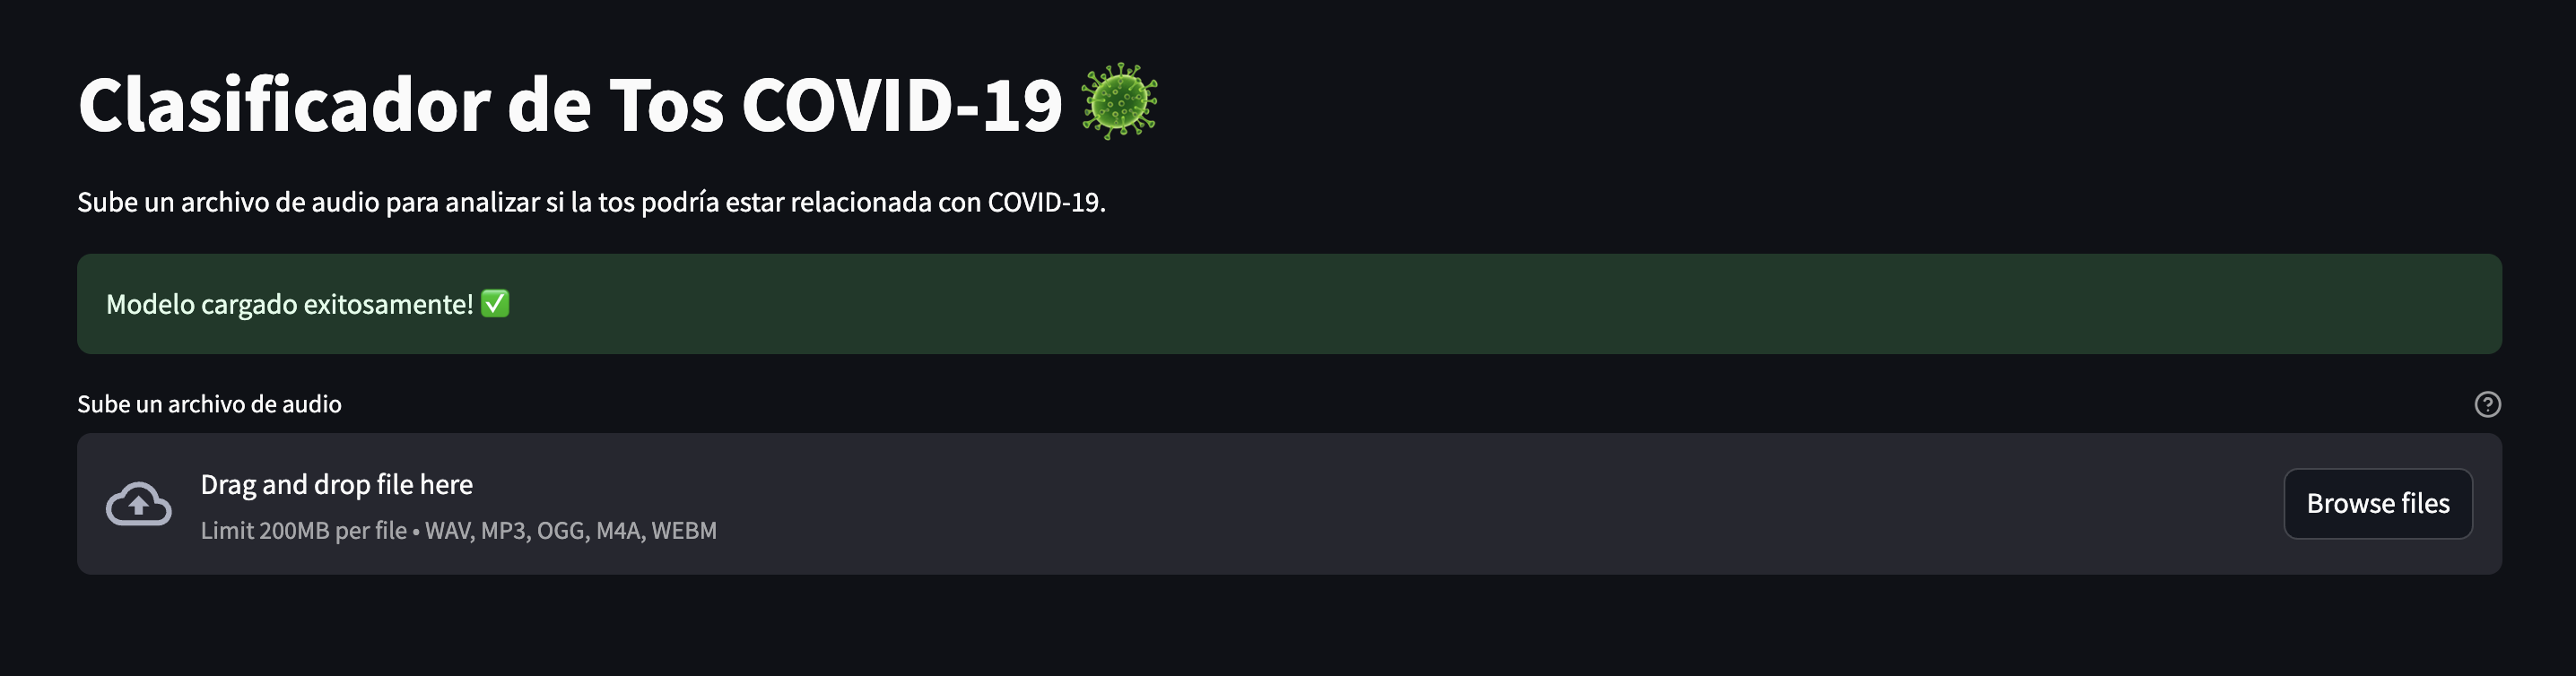 Clasificador de Tos COVID-19 🦠
Sube un archivo de audio para analizar si la tos podría estar relacionada con COVID-19.
Modelo cargado exitosamente! ✅
Sube un archivo de audio
Drag and drop file here
Limit 200MB per file • WAV, MP3, OGG, M4A, WEBM
Browse files